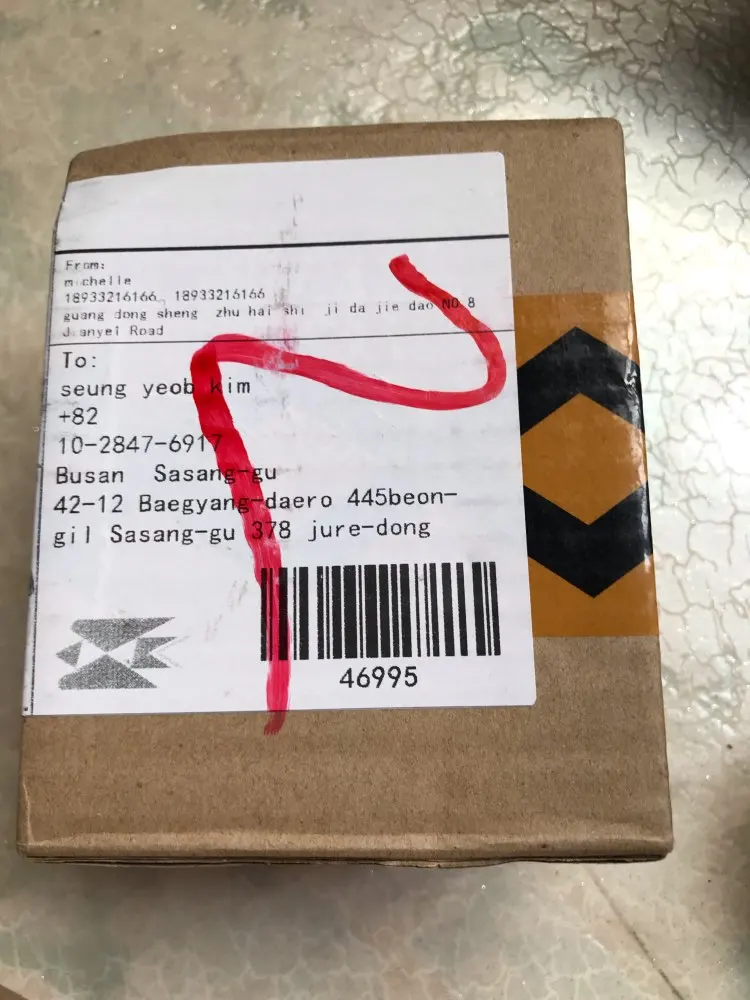 From:
michelle
18933216166 18933216166
guang dong sheng zhu hai shi ji da jie dao NO 8
Jianyei Road
To:
seung yeob kim
+82
10-2847-6917
Busan Sasang-gu
42-12 Baegyang-daero 445beon-
gil Sasang-gu 378 jure-dong
46995